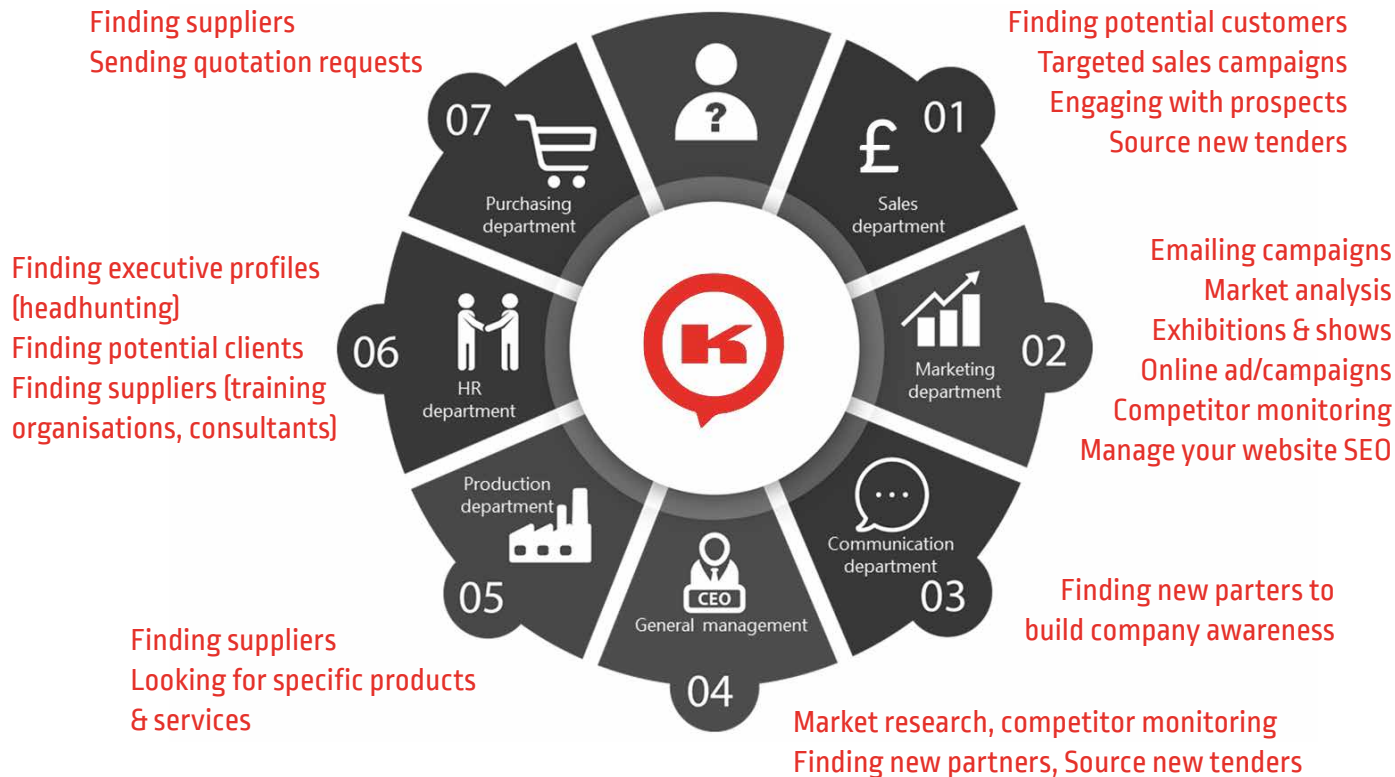 Finding suppliers
Sending quotation requests
07
Purchasing
department
?
Finding potential customers
Targeted sales campaigns
Engaging with prospects
Source new tenders
01
£
Sales
department
Emailing campaigns
Market analysis
Exhibitions & shows
Online ad/campaigns
Competitor monitoring
Manage your website SEO
02
Marketing
department
K
Finding executive profiles
(headhunting)
Finding potential clients
Finding suppliers (training
organisations, consultants)
06
HR
department
Communication
department
03
Finding new parters to
build company awareness
Production
department
05
Finding suppliers
Looking for specific products
& services
CEO
General management
04
Market research, competitor monitoring
Finding new partners, Source new tenders